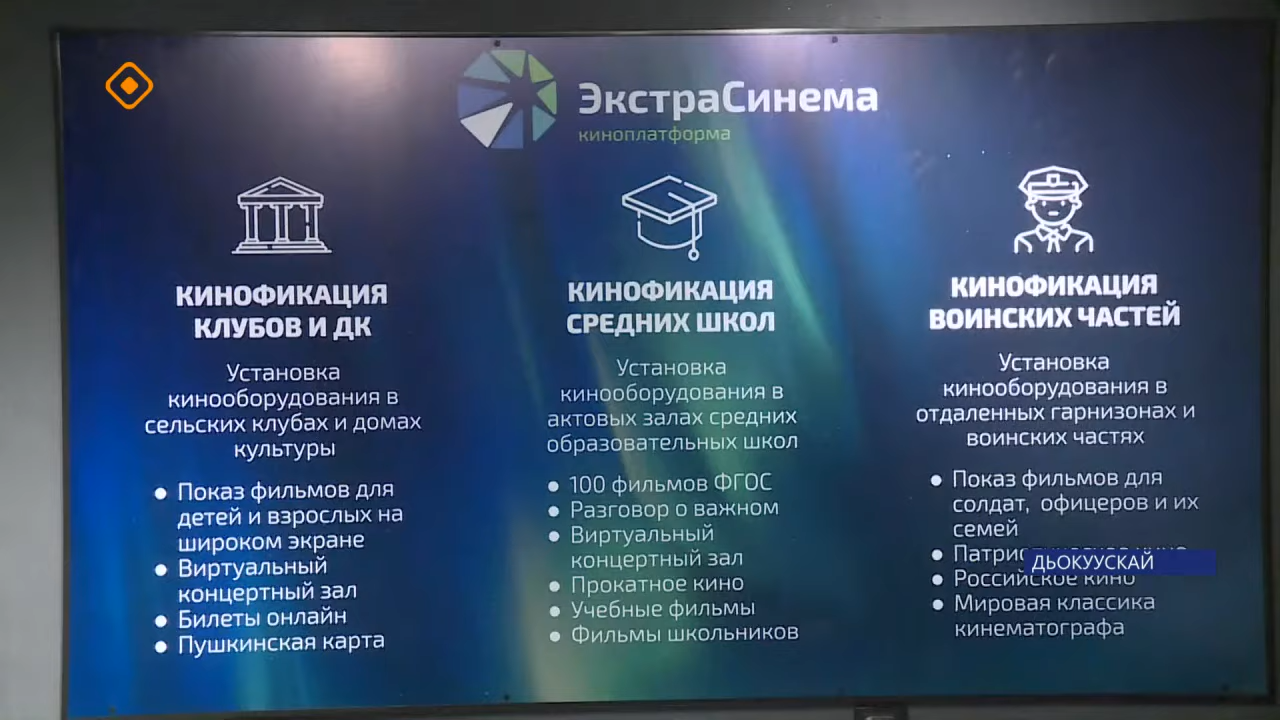 ЭкстраСинема
киноплатформа
КИНОФИКАЦИЯ
КЛУБОВ И ДК
Установка
кинооборудования в
сельских клубах и домах
культуры
● Показ фильмов для
детей и взрослых на
широком экране
● Виртуальный
концертный зал
● Билеты онлайн
● Пушкинская карта
КИНОФИКАЦИЯ
СРЕДНИХ ШКОЛ
Установка
кинооборудования в
актовых залах средних
образовательных школ
● 100 фильмов ФГОС
● Разговор о важном
● Виртуальный
концертный зал
● Прокатное кино
● Учебные фильмы
● Фильмы школьников
КИНОФИКАЦИЯ
ВОИНСКИХ ЧАСТЕЙ
Установка
кинооборудования в
отдаленных гарнизонах и
воинских частях
● Показ фильмов для
солдат, офицеров и их
семей
● Российское кино
● Мировая классика
кинематографа
ДЬОКУУСКАЙ